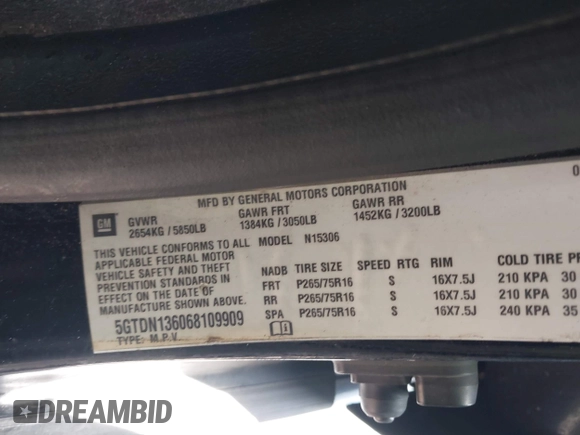 0
MFD BY GENERAL MOTORS CORPORATION
GM GVWR GAWR FRT GAWR RR
2654KG / 5850LB 1384KG / 3050LB 1452KG / 3200LB
THIS VEHICLE CONFORMS TO ALL MODEL N15306
APPLICABLE FEDERAL MOTOR
VEHICLE SAFETY AND THEFT
PREVENTION STANDARDS IN
EFFECT ON THE DATE OF
MANUFACTURE SHOWN ABOVE.
NADB TIRE SIZE SPEED RTG RIM COLD TIRE PR
FRT P265/75R16 S 16X7.5J 210 KPA 30
RR P265/75R16 S 16X7.5J 210 KPA 30
SPA P265/75R16 S 16X7.5J 240 KPA 35
5GTDN136068109909
TYPE: M.P.V
DREAMBID